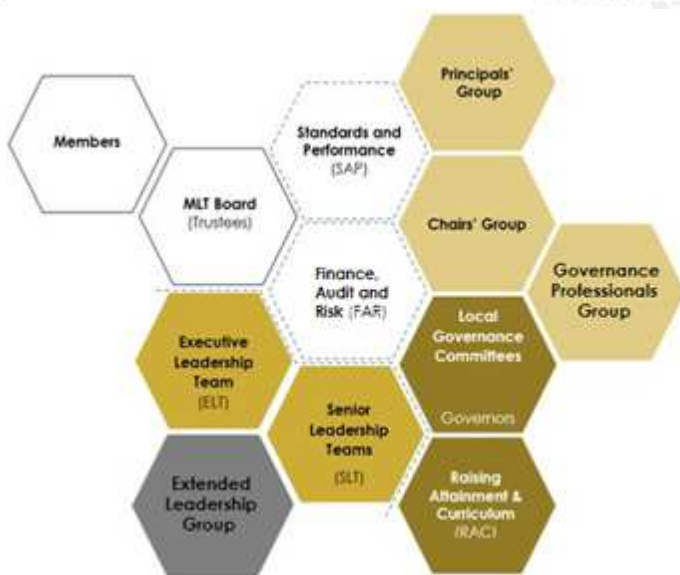 Principals'
Group
Members
Standards and
Performance
(SAP)
MLT Board
(Trustees)
Chairs' Group
Finance,
Audit and
Risk (FAR)
Governance
Professionals
Group
Executive
Leadership
Team
(ELT)
Local
Governance
Committees
Governors
Senior
Leadership
Teams
(SLT)
Extended
Leadership
Group
Raising
Attainment &
Curriculum
(RAC)